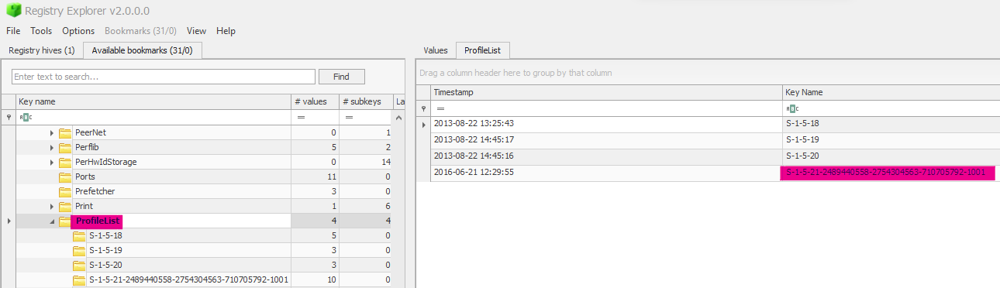 Registry Explorer v2.0.0.0
File Tools Options Bookmarks (31/0) View Help
Registry hives (1) Available bookmarks (31/0)
Enter text to search... Find
Key name # values # subkeys La
ABC = =
PeerNet 0 1
Perflib 5 2
PerHwIdStorage 0 14
Ports 11 0
Prefetcher 3 0
Print 1 6
ProfileList 4 4
S-1-5-18 5 0
S-1-5-19 3 0
S-1-5-20 3 0
S-1-5-21-2489440558-2754304563-710705792-1001 10 0
Values ProfileList
Drag a column header here to group by that column
Timestamp Key Name
= ABC
2013-08-22 13:25:43 S-1-5-18
2013-08-22 14:45:17 S-1-5-19
2013-08-22 14:45:16 S-1-5-20
2016-06-21 12:29:55 S-1-5-21-2489440558-2754304563-710705792-1001